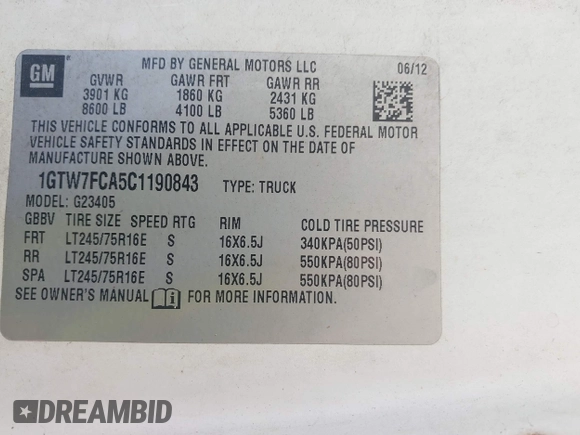 GM
MFD BY GENERAL MOTORS LLC 06/12
GVWR GAWR FRT GAWR RR
3901 KG 1860 KG 2431 KG
8600 LB 4100 LB 5360 LB
THIS VEHICLE CONFORMS TO ALL APPLICABLE U.S. FEDERAL MOTOR
VEHICLE SAFETY STANDARDS IN EFFECT ON THE DATE OF
MANUFACTURE SHOWN ABOVE.
1GTW7FCA5C1190843 TYPE: TRUCK
MODEL: G23405
GBBV TIRE SIZE SPEED RTG RIM COLD TIRE PRESSURE
FRT LT245/75R16E S 16X6.5J 340KPA(50PSI)
RR LT245/75R16E S 16X6.5J 550KPA(80PSI)
SPA LT245/75R16E S 16X6.5J 550KPA(80PSI)
SEE OWNER'S MANUAL FOR MORE INFORMATION.
DREAMBID